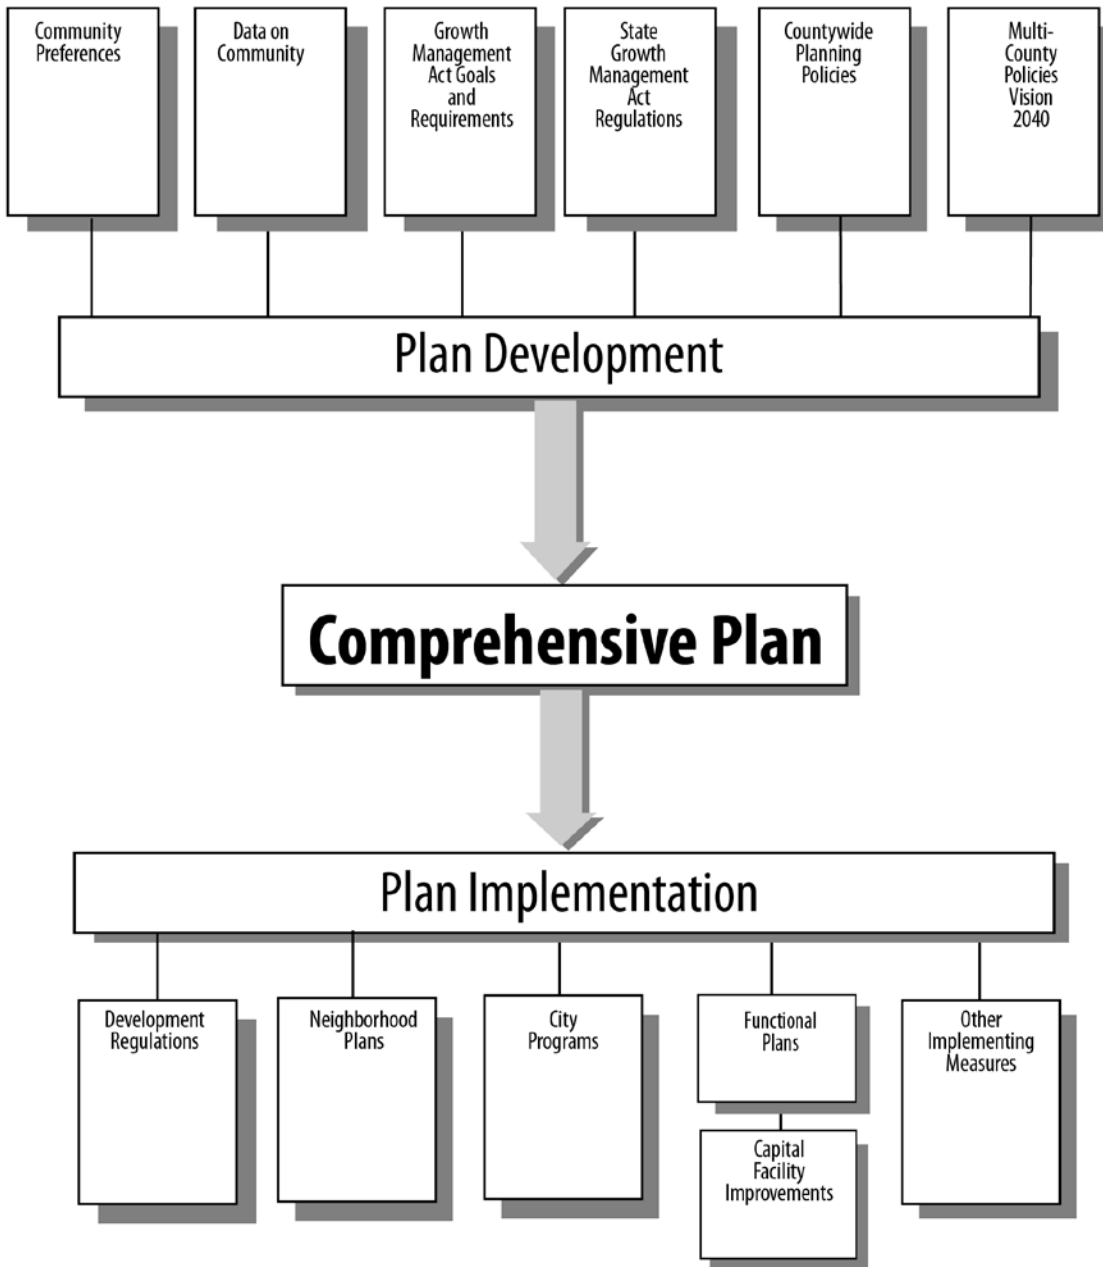 Community
Preferences
Data on
Community
Growth
Management
Act Goals
and
Requirements
State
Growth
Management
Act
Regulations
Countywide
Planning
Policies
Multi-
County
Policies
Vision
2040
Plan Development
Comprehensive Plan
Plan Implementation
Development
Regulations
Neighborhood
Plans
City
Programs
Functional
Plans
Capital
Facility
Improvements
Other
Implementing
Measures